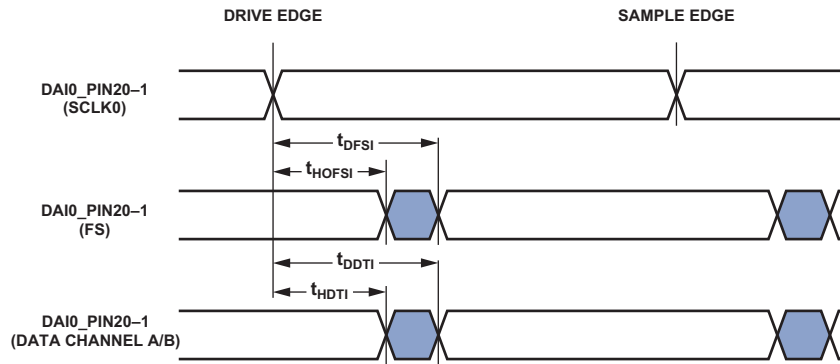 DRIVE EDGE
SAMPLE EDGE
DAI0_PIN20–1
(SCLK0)
tDFSI
tHOFSI
DAI0_PIN20–1
(FS)
tDDTI
tHDTI
DAI0_PIN20–1
(DATA CHANNEL A/B)